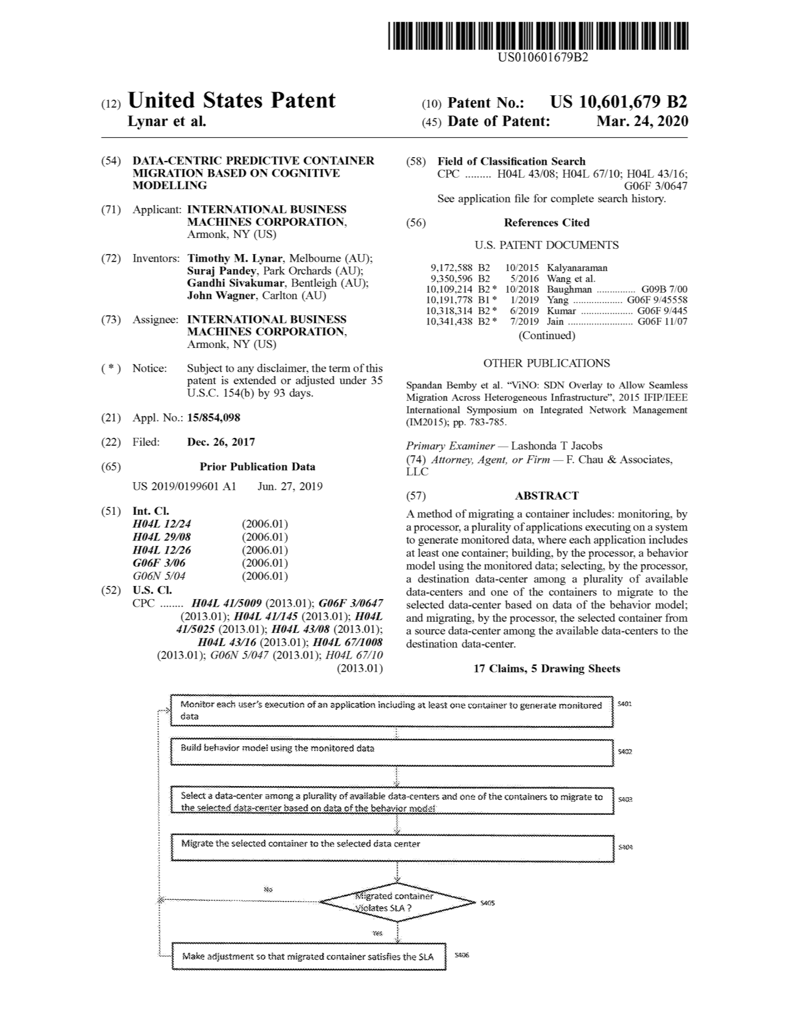 US010601679B2
(12) United States Patent
Lynar et al.
(10) Patent No.: US 10,601,679 B2
(45) Date of Patent: Mar. 24, 2020
(54) DATA-CENTRIC PREDICTIVE CONTAINER
MIGRATION BASED ON COGNITIVE
MODELLING
(71) Applicant: INTERNATIONAL BUSINESS
MACHINES CORPORATION,
Armonk, NY (US)
(72) Inventors: Timothy M. Lynar, Melbourne (AU);
Suraj Pandey, Park Orchards (AU);
Gandhi Sivakumar, Bentleigh (AU);
John Wagner, Carlton (AU)
(73) Assignee: INTERNATIONAL BUSINESS
MACHINES CORPORATION,
Armonk, NY (US)
( * ) Notice: Subject to any disclaimer, the term of this
patent is extended or adjusted under 35
U.S.C. 154(b) by 93 days.
(21) Appl. No.: 15/854,098
(22) Filed: Dec. 26, 2017
(65) Prior Publication Data
US 2019/0199601 A1 Jun. 27, 2019
(51) Int. Cl.
H04L 12/24 (2006.01)
H04L 29/08 (2006.01)
H04L 12/26 (2006.01)
G06F 3/06 (2006.01)
G06N 5/04 (2006.01)
(52) U.S. Cl.
CPC ........ H04L 41/5009 (2013.01); G06F 3/0647
(2013.01); H04L 41/145 (2013.01); H04L
41/5025 (2013.01); H04L 43/08 (2013.01);
H04L 43/16 (2013.01); H04L 67/1008
(2013.01); G06N 5/047 (2013.01); H04L 67/10
(2013.01)
(58) Field of Classification Search
CPC ......... H04L 43/08; H04L 67/10; H04L 43/16;
G06F 3/0647
See application file for complete search history.
(56) References Cited
U.S. PATENT DOCUMENTS
9,172,588 B2 10/2015 Kalyanaraman
9,350,596 B2 5/2016 Wang et al.
10,109,214 B2 * 10/2018 Baughman .............. G09B 7/00
10,191,778 B1 * 1/2019 Yang .................. G06F 9/45558
10,318,314 B2 * 6/2019 Kumar ................... G06F 9/445
10,341,438 B2 * 7/2019 Jain ........................ G06F 11/07
(Continued)
OTHER PUBLICATIONS
Spandan Bemby et al. “ViNO: SDN Overlay to Allow Seamless
Migration Across Heterogeneous Infrastructure”, 2015 IFIP/IEEE
International Symposium on Integrated Network Management
(IM2015); pp. 783-785.
Primary Examiner — Lashonda T Jacobs
(74) Attorney, Agent, or Firm — F. Chau & Associates,
LLC
(57) ABSTRACT
A method of migrating a container includes: monitoring, by
a processor, a plurality of applications executing on a system
to generate monitored data, where each application includes
at least one container; building, by the processor, a behavior
model using the monitored data; selecting, by the processor,
a destination data-center among a plurality of available
data-centers and one of the containers to migrate to the
selected data-center based on data of the behavior model;
and migrating, by the processor, the selected container from
a source data-center among the available data-centers to the
destination data-center.
17 Claims, 5 Drawing Sheets
Monitor each user's execution of an application including at least one container to generate monitored
data
S401
Build behavior model using the monitored data
S402
Select a data-center among a plurality of available data-centers and one of the containers to migrate to
the selected data-center based on data of the behavior model
S403
Migrate the selected container to the selected data center
S404
No
Migrated container
Violates SLA ?
S405
Yes
Make adjustment so that migrated container satisfies the SLA
S406